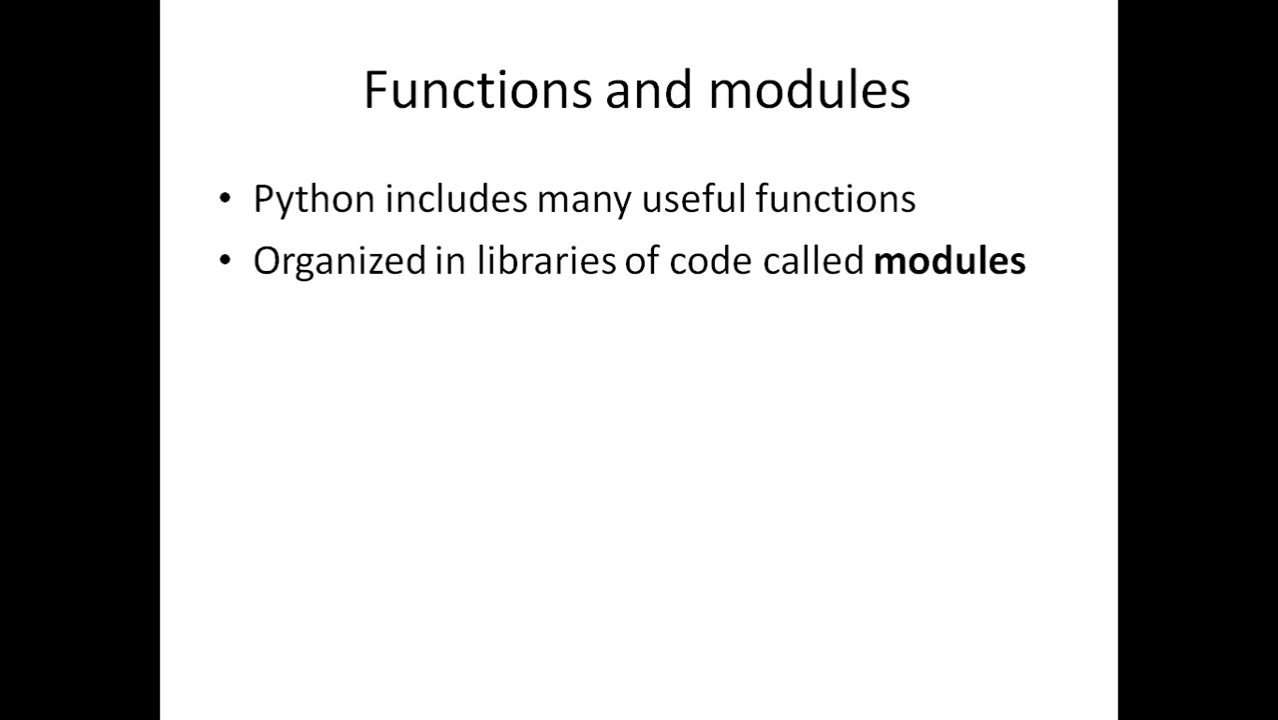 Functions and modules
• Python includes many useful functions
• Organized in libraries of code called modules